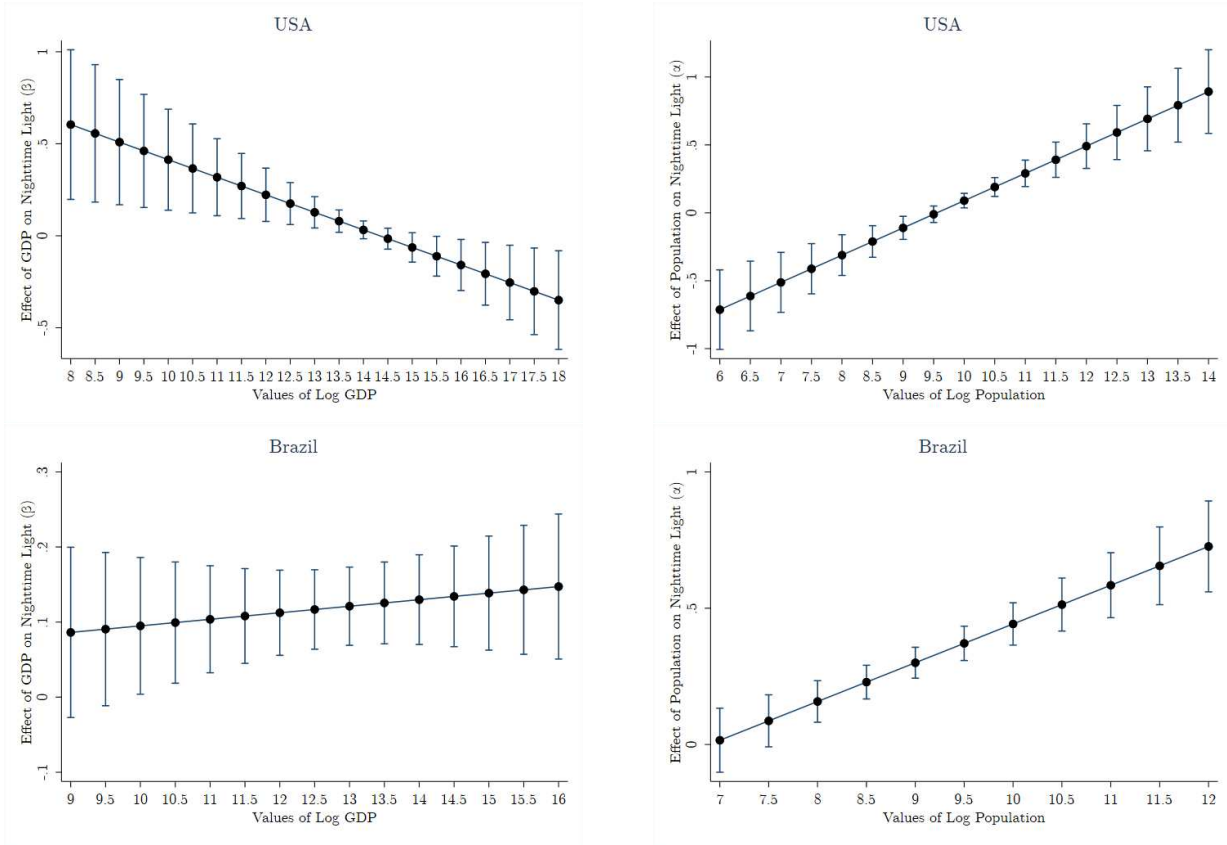 USA
Effect of GDP on Nighttime Light (β)
1
.5
0
-.5
8 8.5 9 9.5 10 10.5 11 11.5 12 12.5 13 13.5 14 14.5 15 15.5 16 16.5 17 17.5 18
Values of Log GDP
USA
Effect of Population on Nighttime Light (α)
1
.5
0
-.5
-1
6 6.5 7 7.5 8 8.5 9 9.5 10 10.5 11 11.5 12 12.5 13 13.5 14
Values of Log Population
Brazil
Effect of GDP on Nighttime Light (β)
.3
.2
.1
0
-.1
9 9.5 10 10.5 11 11.5 12 12.5 13 13.5 14 14.5 15 15.5 16
Values of Log GDP
Brazil
Effect of Population on Nighttime Light (α)
1
.5
0
7 7.5 8 8.5 9 9.5 10 10.5 11 11.5 12
Values of Log Population